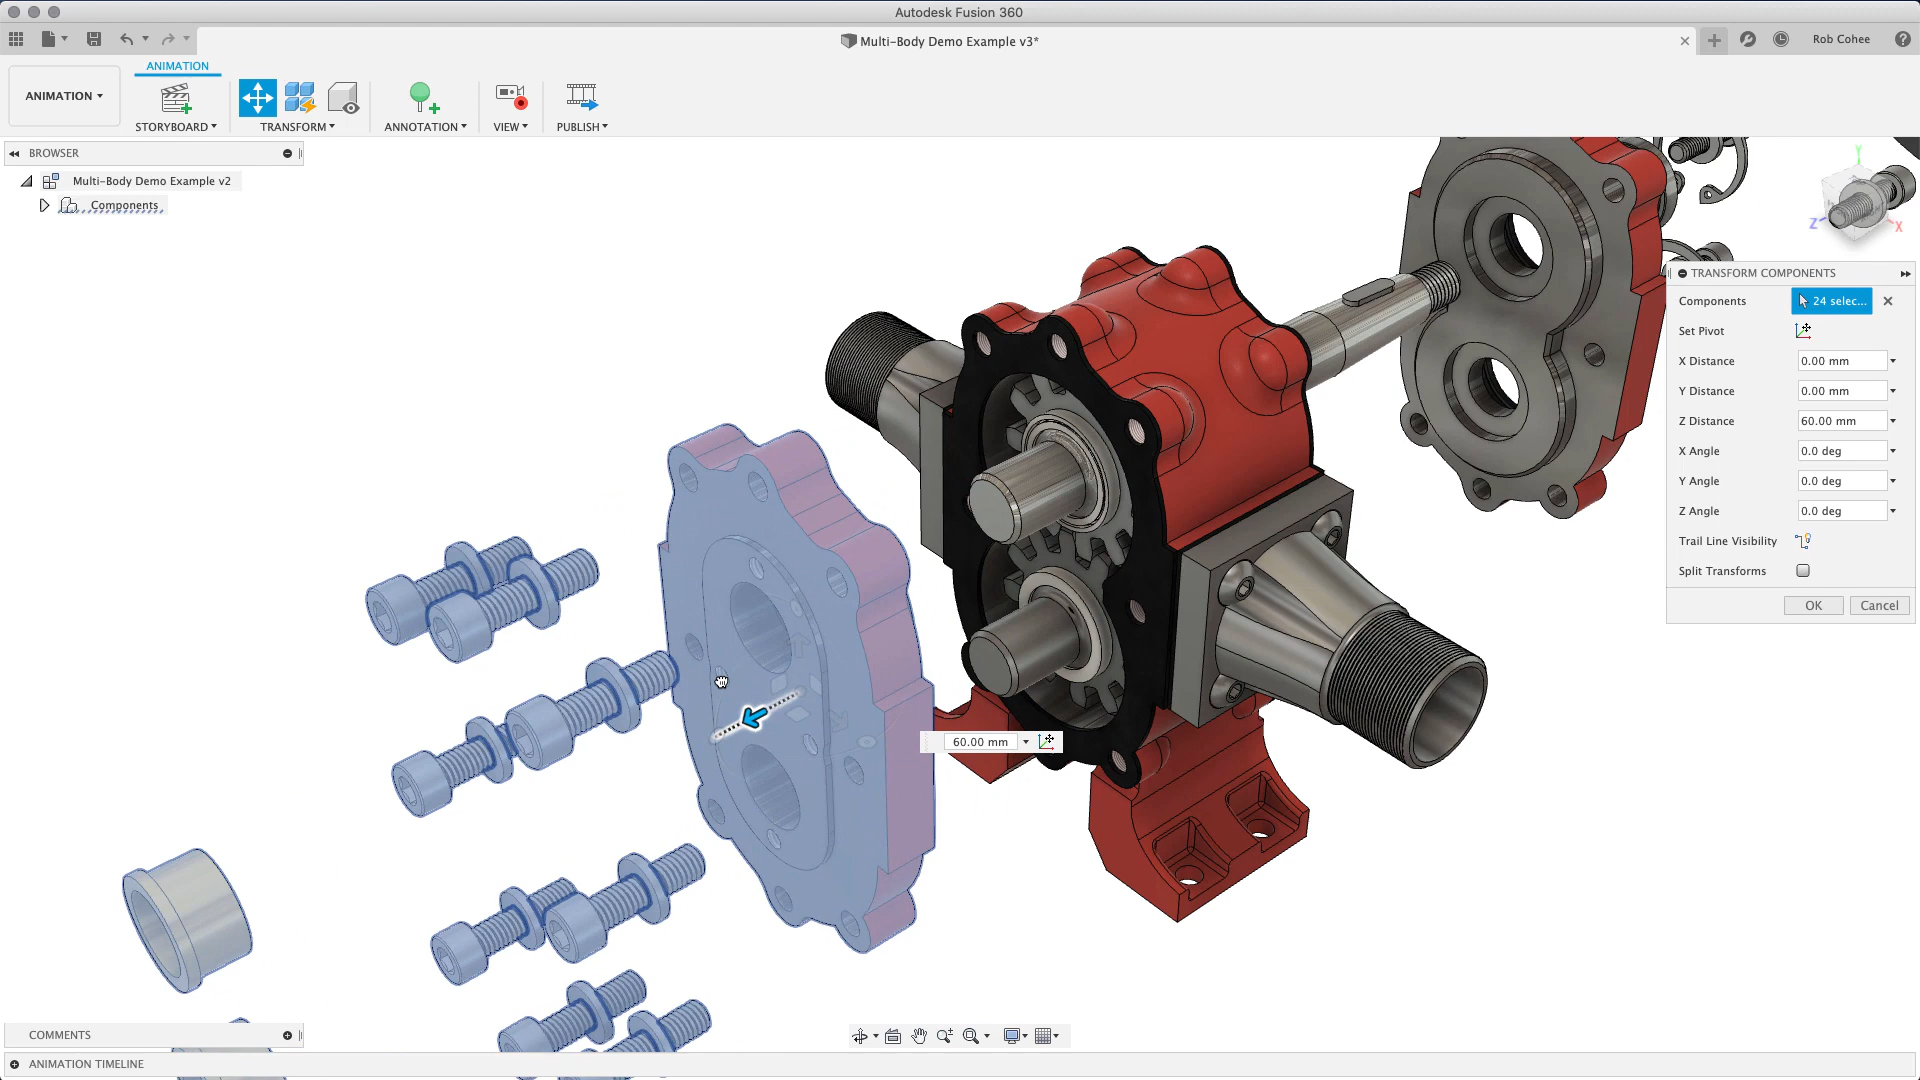 Autodesk Fusion 360
Multi-Body Demo Example v3*
Rob Cohee
ANIMATION
ANIMATION
STORYBOARD
TRANSFORM
ANNOTATION
VIEW
PUBLISH
BROWSER
Multi-Body Demo Example v2
Components
Y
Z
X
TRANSFORM COMPONENTS
Components 24 selec...
Set Pivot
X Distance 0.00 mm
Y Distance 0.00 mm
Z Distance 60.00 mm
X Angle 0.0 deg
Y Angle 0.0 deg
Z Angle 0.0 deg
Trail Line Visibility
Split Transforms
OK Cancel
60.00 mm
COMMENTS
ANIMATION TIMELINE